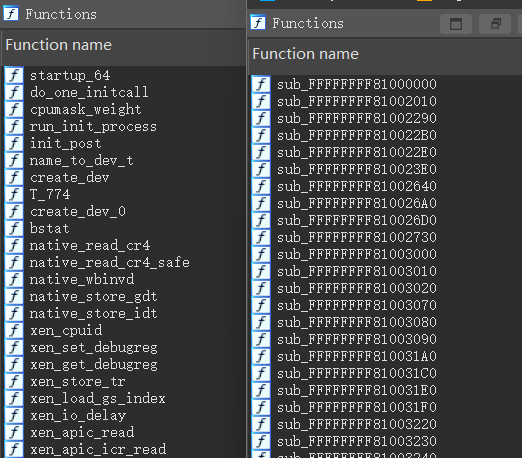 Functions
Function name
startup_64
do_one_initcall
cpumask_weight
run_init_process
init_post
name_to_dev_t
create_dev
T_774
create_dev_0
bstat
native_read_cr4
native_read_cr4_safe
native_wbinvd
native_store_gdt
native_store_idt
xen_cpuid
xen_set_debugreg
xen_get_debugreg
xen_store_tr
xen_load_gs_index
xen_io_delay
xen_apic_read
xen_apic_icr_read
Functions
Function name
sub_FFFFFFFF81000000
sub_FFFFFFFF81002010
sub_FFFFFFFF81002290
sub_FFFFFFFF810022B0
sub_FFFFFFFF810022E0
sub_FFFFFFFF810023E0
sub_FFFFFFFF81002640
sub_FFFFFFFF810026A0
sub_FFFFFFFF810026D0
sub_FFFFFFFF81002730
sub_FFFFFFFF81003000
sub_FFFFFFFF81003010
sub_FFFFFFFF81003020
sub_FFFFFFFF81003070
sub_FFFFFFFF81003080
sub_FFFFFFFF81003090
sub_FFFFFFFF810031A0
sub_FFFFFFFF810031C0
sub_FFFFFFFF810031E0
sub_FFFFFFFF810031F0
sub_FFFFFFFF81003220
sub_FFFFFFFF81003230
sub_FFFFFFFF81003240